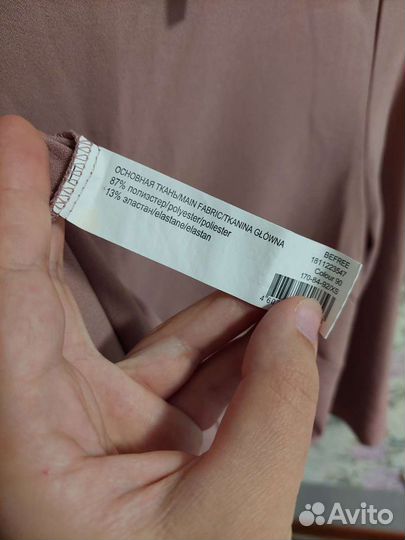 ОСНОВНАЯ ТКАНЬ/MAIN FABRIC/TKANINA GŁÓWNA
87% полиэстер/polyester/poliester
13% эластан/elastane/elastan
BEFREE
1811223547
Colour 90
170-84-92/XS
Avito